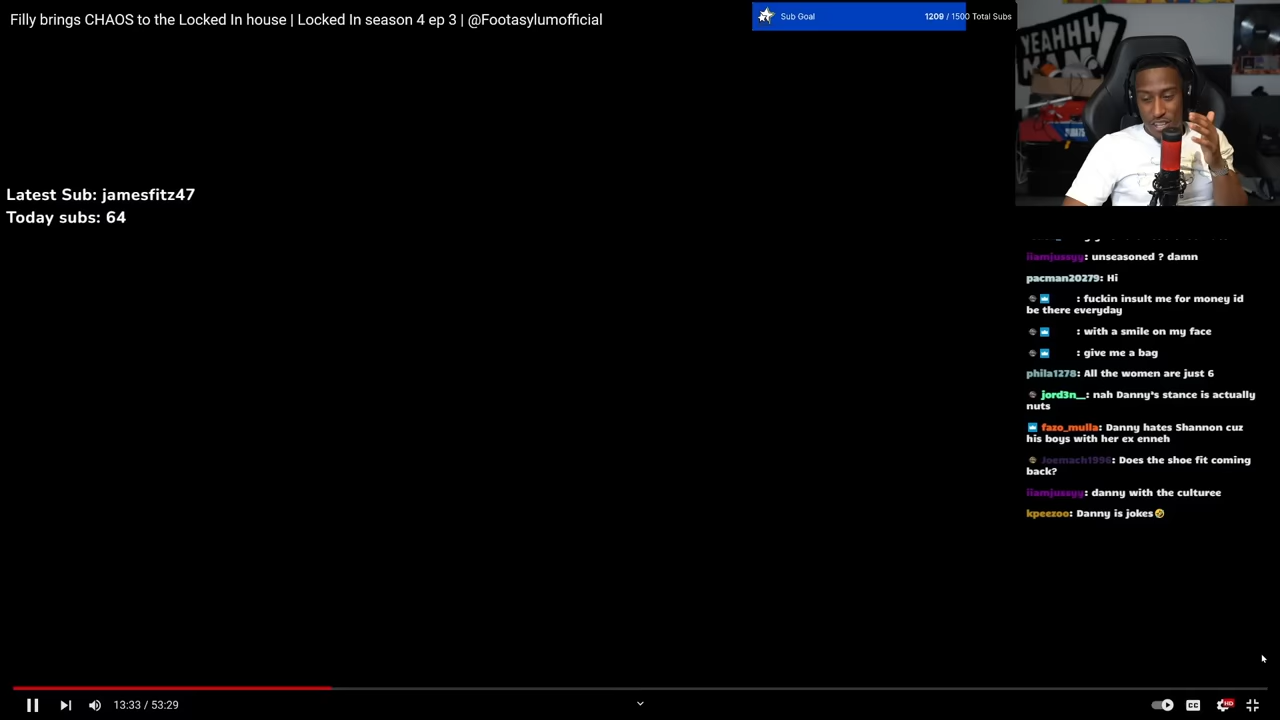 Filly brings CHAOS to the Locked In house | Locked In season 4 ep 3 | @Footasylumofficial
Sub Goal
1209 / 1500 Total Subs
YEAHHH
Latest Sub: jamesfitz47
Today subs: 64
iiamjussyy: unseasoned ? damn
pacman20279: Hi
: fuckin insult me for money id
be there everyday
: with a smile on my face
: give me a bag
phila1278: All the women are just 6
jord3n__: nah Danny's stance is actually
nuts
fazo_mulla: Danny hates Shannon cuz
his boys with her ex enneh
Joemach1996: Does the shoe fit coming
back?
iiamjussyy: danny with the culturee
kpeezoo: Danny is jokes🤣
13:33 / 53:29
CC
HD